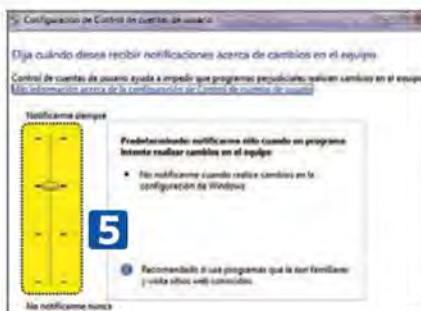 Configuración de Control de cuentas de usuario
Elija cuándo desea recibir notificaciones acerca de cambios en el equipo
Control de cuentas de usuario ayuda a impedir que programas perjudiciales realicen cambios en el equipo
Más información acerca de la configuración de Control de cuentas de usuario
Notificarme siempre
Predeterminado: notificarme sólo cuando un programa
intente realizar cambios en el equipo
• No notificarme cuando realice cambios en la
configuración de Windows
5
Recomendado si usa programas que le son familiares
y visita sitios web conocidos.
No notificarme nunca